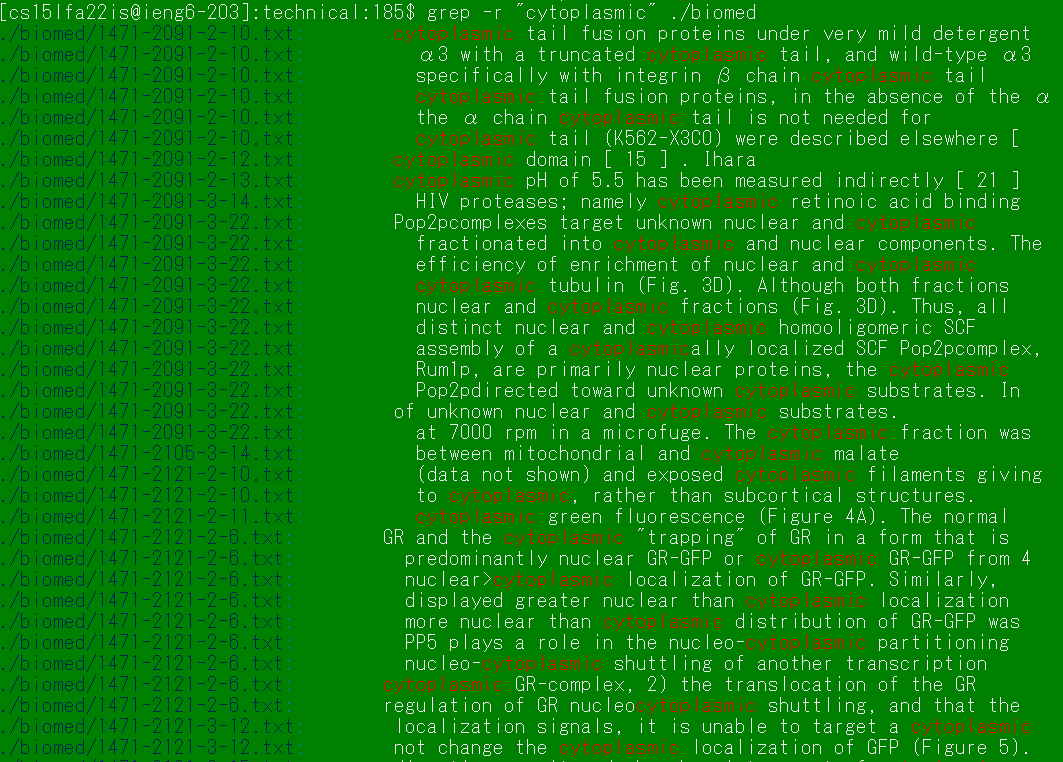 [cs15lfa22is@ieng6-203]:technical:185$ grep -r "cytoplasmic" ./biomed
./biomed/1471-2091-2-10.txt: cytoplasmic tail fusion proteins under very mild detergent
./biomed/1471-2091-2-10.txt: α3 with a truncated cytoplasmic tail, and wild-type α3
./biomed/1471-2091-2-10.txt: specifically with integrin β chain cytoplasmic tail
./biomed/1471-2091-2-10.txt: cytoplasmic tail fusion proteins, in the absence of the α
./biomed/1471-2091-2-10.txt: the α chain cytoplasmic tail is not needed for
./biomed/1471-2091-2-10.txt: cytoplasmic tail (K562-X3C0) were described elsewhere [
./biomed/1471-2091-2-12.txt: cytoplasmic domain [ 15 ] . Ihara
./biomed/1471-2091-2-13.txt: cytoplasmic pH of 5.5 has been measured indirectly [ 21 ]
./biomed/1471-2091-3-14.txt: HIV proteases; namely cytoplasmic retinoic acid binding
./biomed/1471-2091-3-22.txt: Pop2pcomplexes target unknown nuclear and cytoplasmic
./biomed/1471-2091-3-22.txt: fractionated into cytoplasmic and nuclear components. The
./biomed/1471-2091-3-22.txt: efficiency of enrichment of nuclear and cytoplasmic
./biomed/1471-2091-3-22.txt: cytoplasmic tubulin (Fig. 3D). Although both fractions
./biomed/1471-2091-3-22.txt: nuclear and cytoplasmic fractions (Fig. 3D). Thus, all
./biomed/1471-2091-3-22.txt: distinct nuclear and cytoplasmic homooligomeric SCF
./biomed/1471-2091-3-22.txt: assembly of a cytoplasmically localized SCF Pop2pcomplex,
./biomed/1471-2091-3-22.txt: Rum1p, are primarily nuclear proteins, the cytoplasmic
./biomed/1471-2091-3-22.txt: Pop2pdirected toward unknown cytoplasmic substrates. In
./biomed/1471-2091-3-22.txt: of unknown nuclear and cytoplasmic substrates.
./biomed/1471-2091-3-22.txt: at 7000 rpm in a microfuge. The cytoplasmic fraction was
./biomed/1471-2105-3-14.txt: between mitochondrial and cytoplasmic malate
./biomed/1471-2121-2-10.txt: (data not shown) and exposed cytoplasmic filaments giving
./biomed/1471-2121-2-10.txt: to cytoplasmic, rather than subcortical structures.
./biomed/1471-2121-2-11.txt: cytoplasmic green fluorescence (Figure 4A). The normal
./biomed/1471-2121-2-6.txt: GR and the cytoplasmic "trapping" of GR in a form that is
./biomed/1471-2121-2-6.txt: predominantly nuclear GR-GFP or cytoplasmic GR-GFP from 4
./biomed/1471-2121-2-6.txt: nuclear>cytoplasmic localization of GR-GFP. Similarly,
./biomed/1471-2121-2-6.txt: displayed greater nuclear than cytoplasmic localization
./biomed/1471-2121-2-6.txt: more nuclear than cytoplasmic distribution of GR-GFP was
./biomed/1471-2121-2-6.txt: PP5 plays a role in the nucleo-cytoplasmic partitioning
./biomed/1471-2121-2-6.txt: nucleo-cytoplasmic shuttling of another transcription
./biomed/1471-2121-2-6.txt: cytoplasmic GR-complex, 2) the translocation of the GR
./biomed/1471-2121-2-6.txt: regulation of GR nucleocytoplasmic shuttling, and that the
./biomed/1471-2121-3-12.txt: localization signals, it is unable to target a cytoplasmic
./biomed/1471-2121-3-12.txt: not change the cytoplasmic localization of GFP (Figure 5).